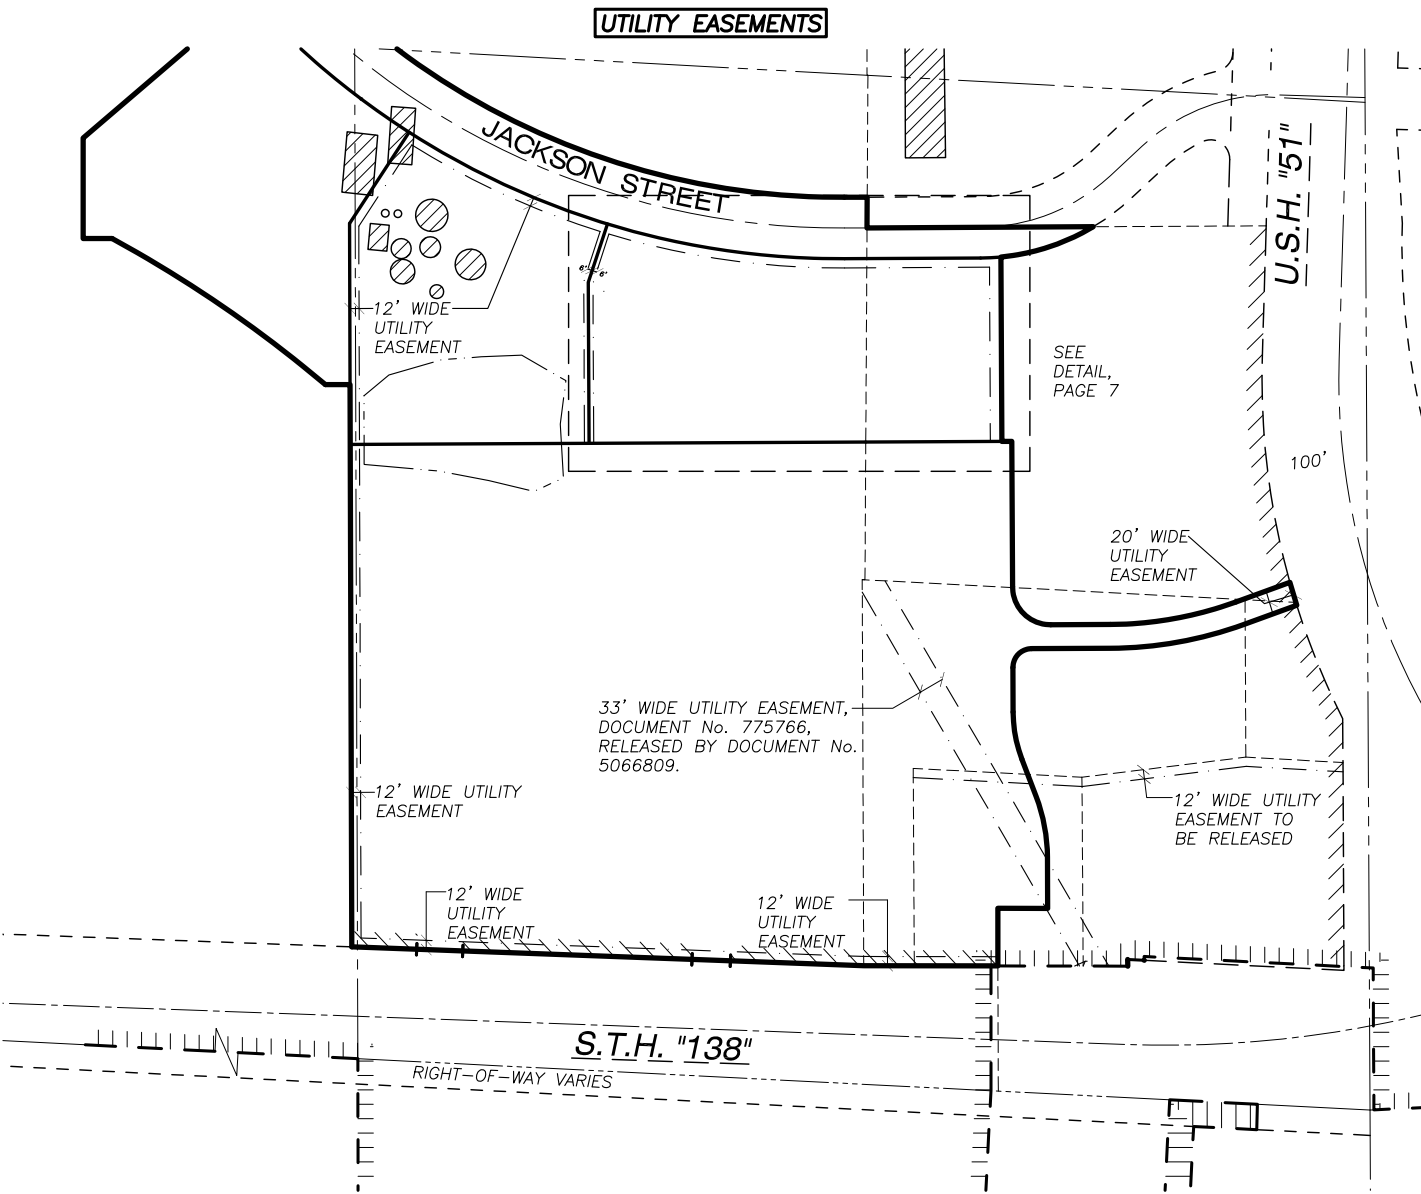 UTILITY EASEMENTS
JACKSON STREET
U.S.H. "51"
6' 6'
12' WIDE
UTILITY
EASEMENT
SEE
DETAIL,
PAGE 7
100'
20' WIDE
UTILITY
EASEMENT
33' WIDE UTILITY EASEMENT,
DOCUMENT No. 775766,
RELEASED BY DOCUMENT No.
5066809.
12' WIDE UTILITY
EASEMENT
12' WIDE UTILITY
EASEMENT TO
BE RELEASED
12' WIDE
UTILITY
EASEMENT
12' WIDE
UTILITY
EASEMENT
S.T.H. "138"
RIGHT-OF-WAY VARIES